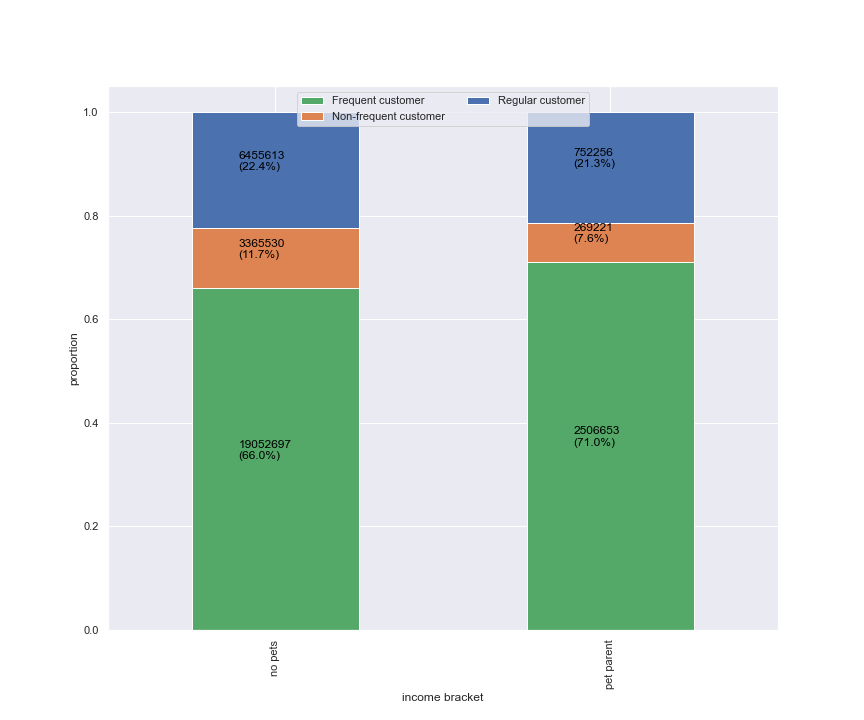 Frequent customer
Non-frequent customer
Regular customer
1.0
0.8
0.6
0.4
0.2
0.0
proportion
6455613
(22.4%)
3365530
(11.7%)
19052697
(66.0%)
752256
(21.3%)
269221
(7.6%)
2506653
(71.0%)
no pets
pet parent
income bracket